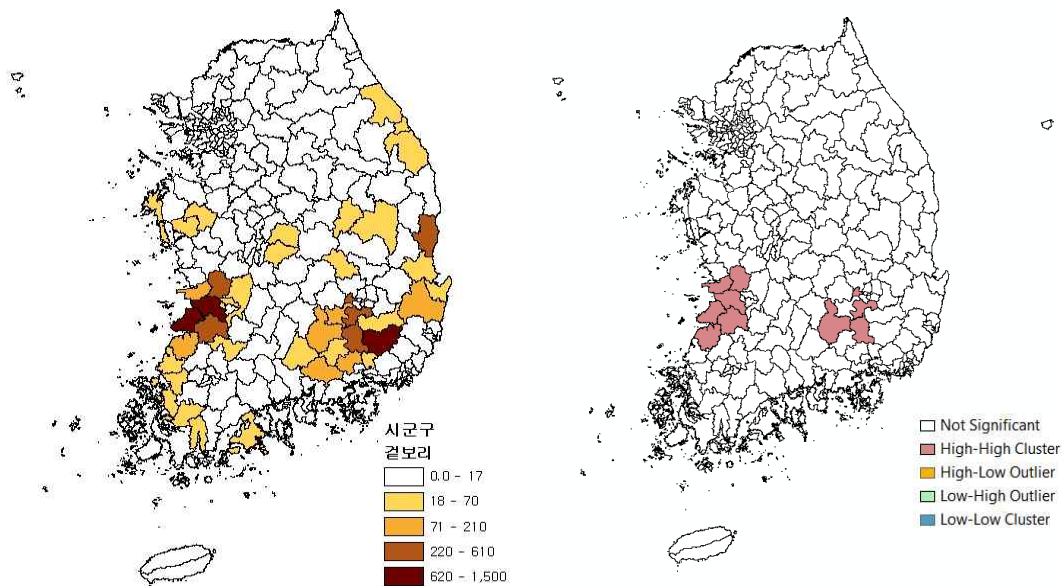 시군구
겉보리
0.0 - 17
18 - 70
71 - 210
220 - 610
620 - 1,500
Not Significant
High-High Cluster
High-Low Outlier
Low-High Outlier
Low-Low Cluster